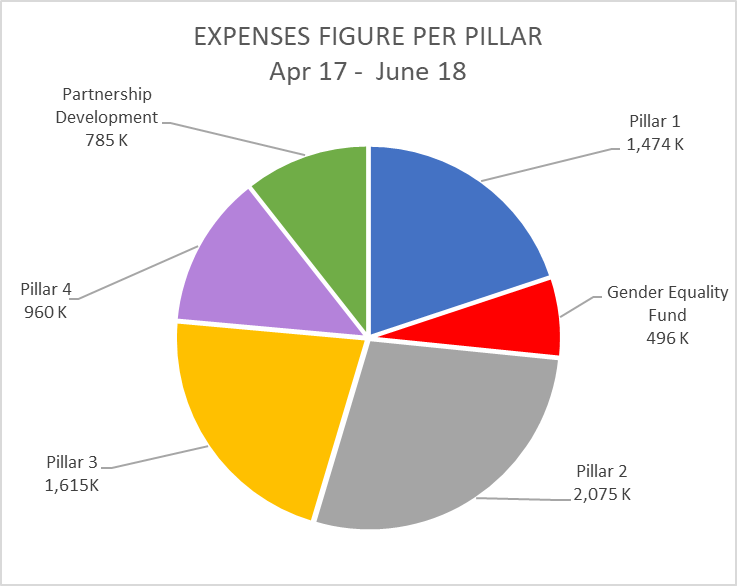 EXPENSES FIGURE PER PILLAR
Apr 17 -  June 18
Partnership
Development
785 K
Pillar 1
1,474 K
Gender Equality
Fund
496 K
Pillar 4
960 K
Pillar 3
1,615K
Pillar 2
2,075 K